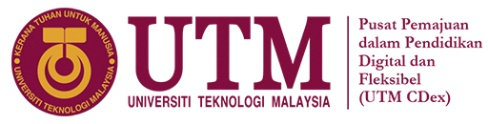 KERANA TUHAN UNTUK MANUSIA
UNIVERSITI TEKNOLOGI MALAYSIA
UTM
UNIVERSITI TEKNOLOGI MALAYSIA
Pusat Pemajuan
dalam Pendidikan
Digital dan
Fleksibel
(UTM CDex)